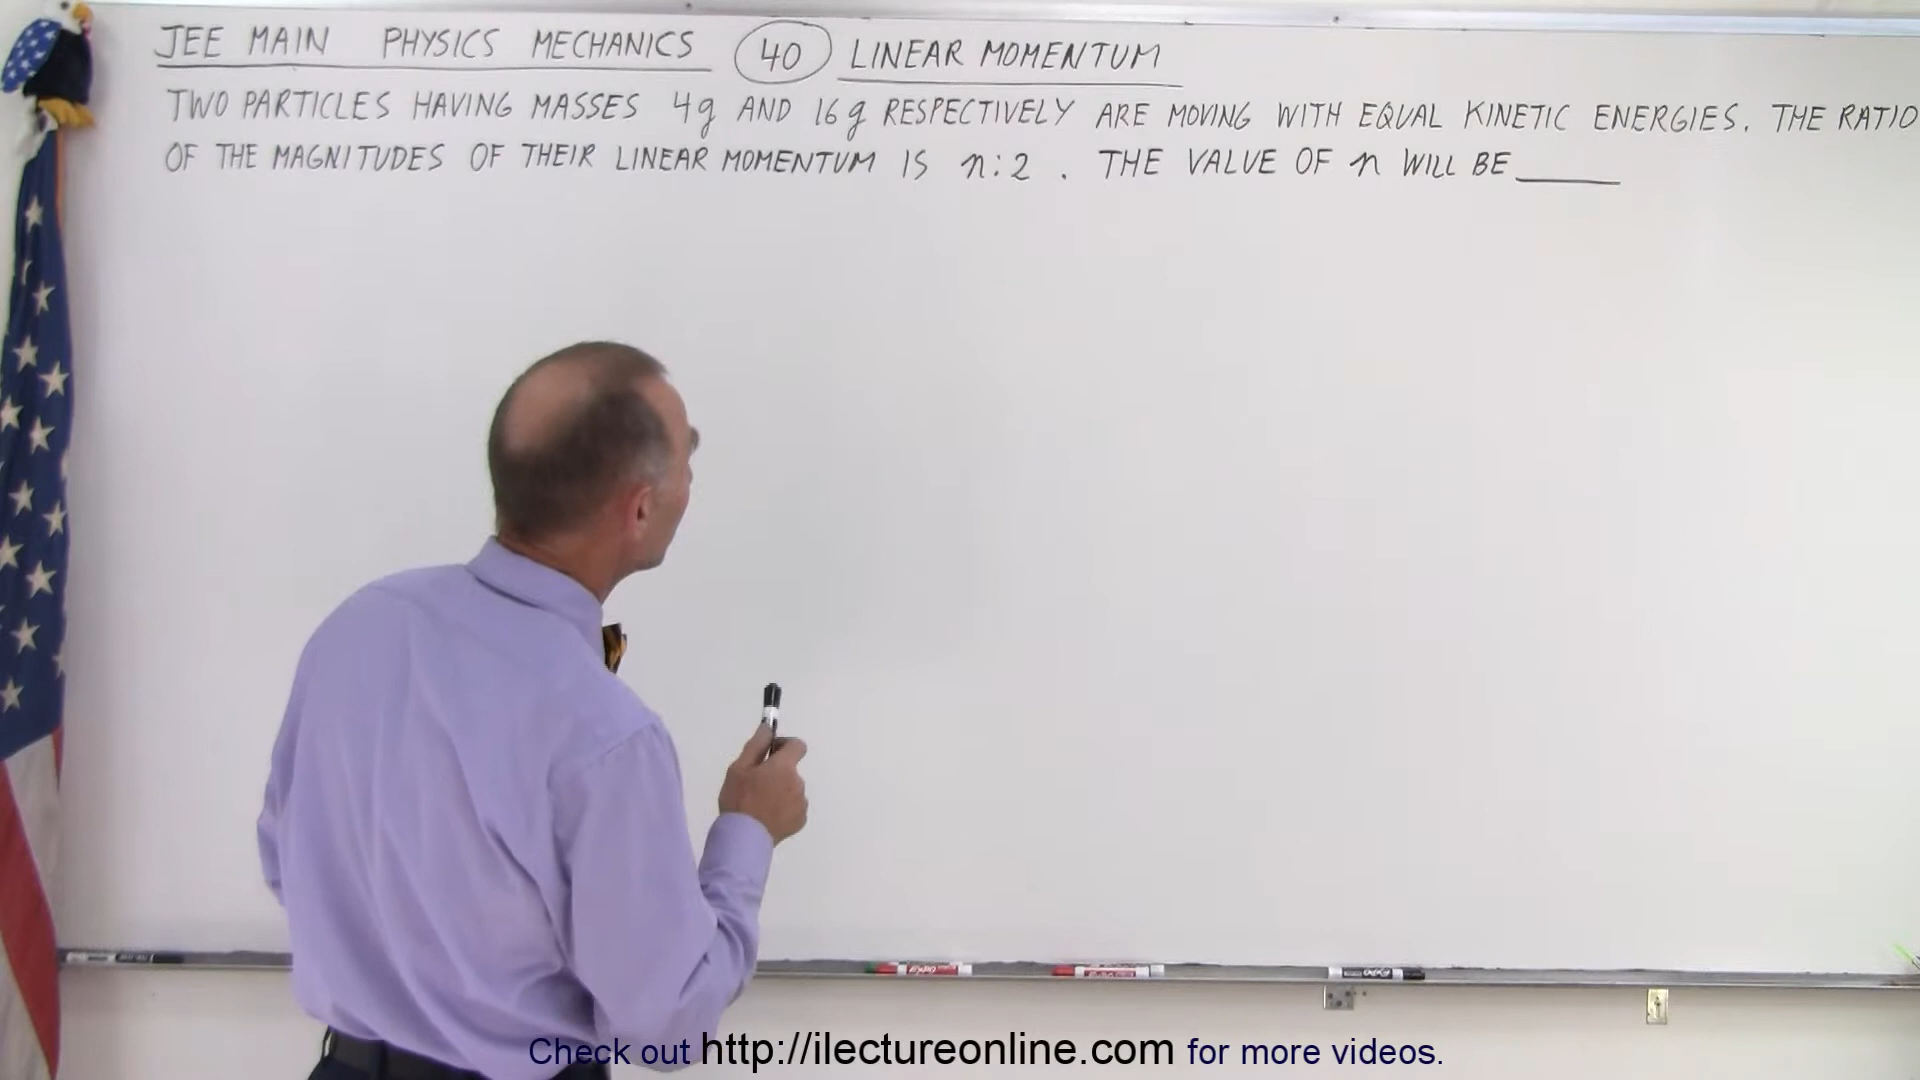 JEE MAIN PHYSICS MECHANICS 40 LINEAR MOMENTUM
TWO PARTICLES HAVING MASSES 4g AND 16g RESPECTIVELY ARE MOVING WITH EQUAL KINETIC ENERGIES. THE RATIO
OF THE MAGNITUDES OF THEIR LINEAR MOMENTUM IS n:2 . THE VALUE OF n WILL BE ____
Check out http://ilectureonline.com for more videos.